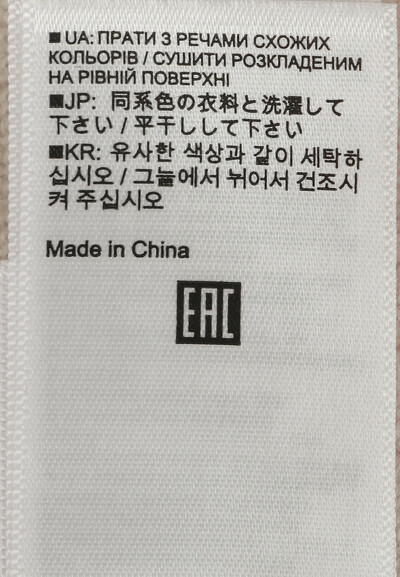 ■ UA: ПРАТИ З РЕЧАМИ СХОЖИХ
КОЛЬОРІВ / СУШИТИ РОЗКЛАДЕНИМ
НА РІВНІЙ ПОВЕРХНІ
■JP: 同系色の衣料と洗濯して
下さい / 平干しして下さい
■KR: 유사한 색상과 같이 세탁하
십시오 / 그늘에서 뉘어서 건조시
켜 주십시오
Made in China
EAC